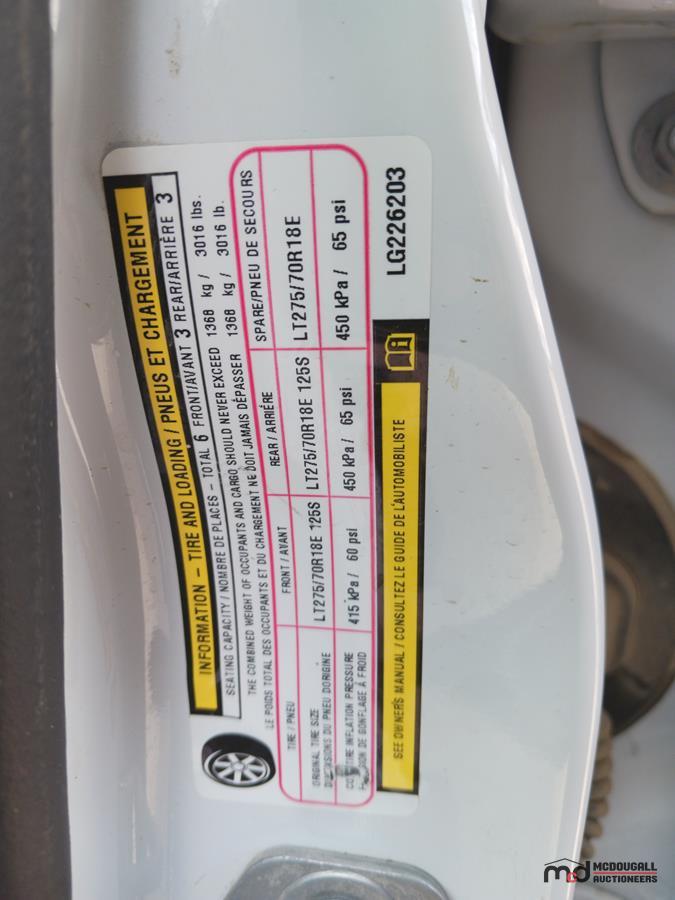 INFORMATION – TIRE AND LOADING / PNEUS ET CHARGEMENT
SEATING CAPACITY / NOMBRE DE PLACES – TOTAL 6 FRONT/AVANT 3 REAR/ARRIÈRE 3
THE COMBINED WEIGHT OF OCCUPANTS AND CARGO SHOULD NEVER EXCEED 1368 kg / 3016 lbs.
LE POIDS TOTAL DES OCCUPANTS ET DU CHARGEMENT NE DOIT JAMAIS DÉPASSER 1368 kg / 3016 lb.
TIRE / PNEU FRONT / AVANT REAR / ARRIÉRE SPARE/PNEU DE SECOURS
ORIGINAL TIRE SIZE
DIMENSIONS DU PNEU DORIGINE
LT275/70R18E 125S LT275/70R18E 125S LT275/70R18E
TIRE INFLATION PRESSURE
DE GONFLAGE À FROID
415 kPa / 60 psi 450 kPa / 65 psi 450 kPa / 65 psi
SEE OWNER'S MANUAL / CONSULTEZ LE GUIDE DE L'AUTOMOBILISTE
LG226203
md MCDOUGALL
AUCTIONEERS